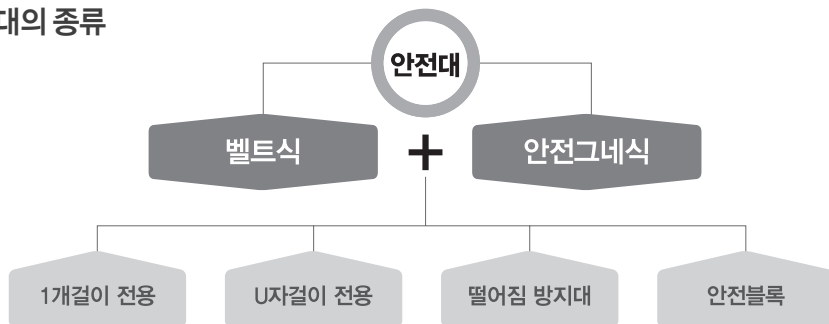 대의 종류
안전대
벨트식
+
안전그네식
1개걸이 전용
U자걸이 전용
떨어짐 방지대
안전블록